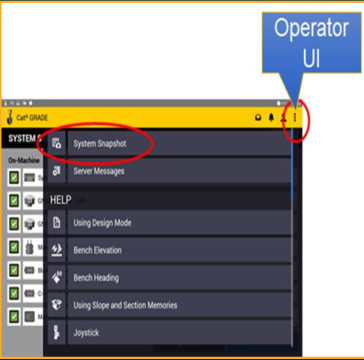 Operator
UI
Cat® GRADE
SYSTEM S
System Snapshot
On-Machine
Server Messages
HELP
Using Design Mode
Bench Elevation
Bench Heading
Using Slope and Section Memories
Joystick